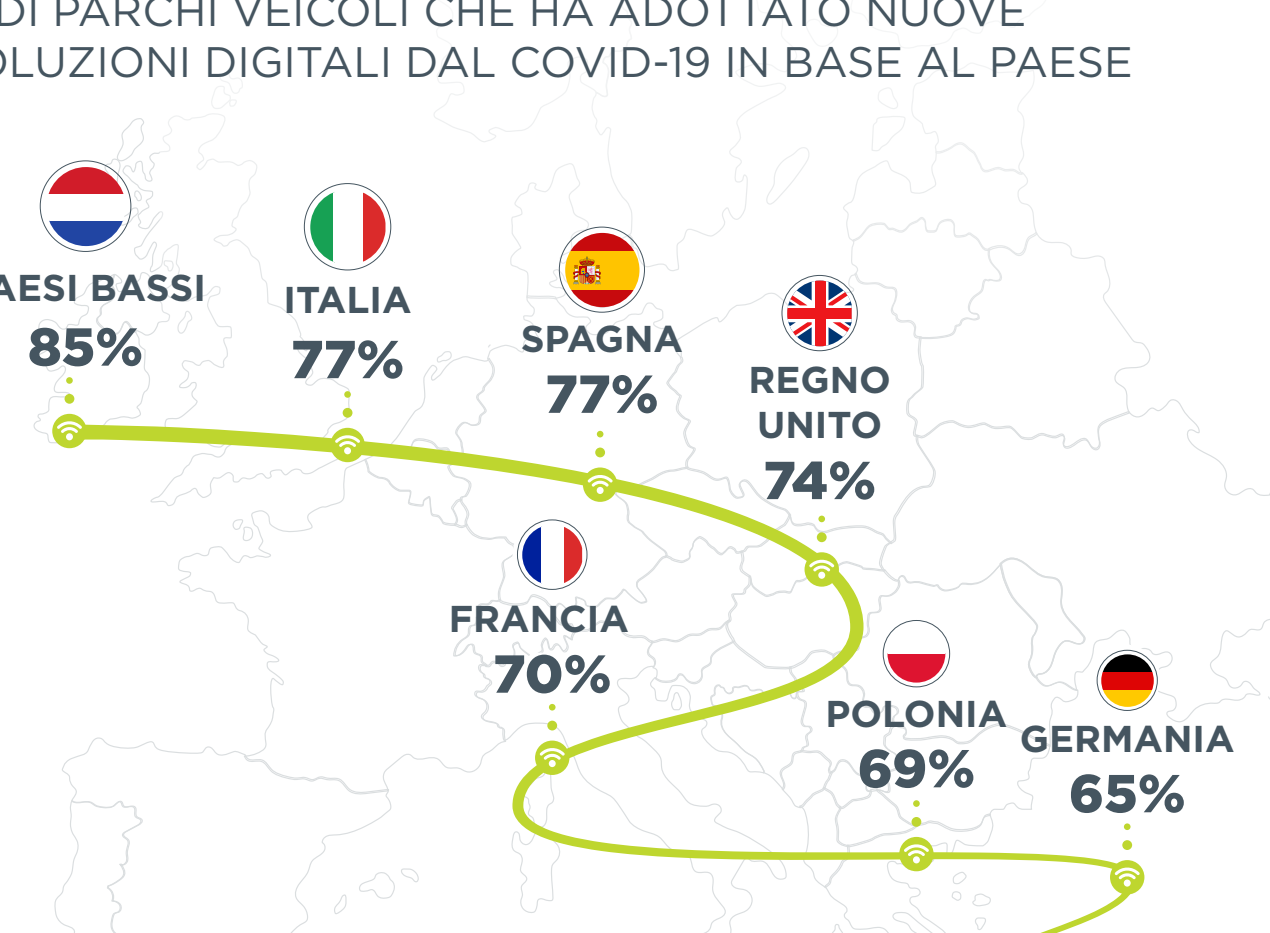 DI PARCHI VEICOLI CHE HA ADOTTATO NUOVE
OLUZIONI DIGITALI DAL COVID-19 IN BASE AL PAESE
AESI BASSI
85%
ITALIA
77%
SPAGNA
77%
REGNO
UNITO
74%
FRANCIA
70%
POLONIA
69%
GERMANIA
65%